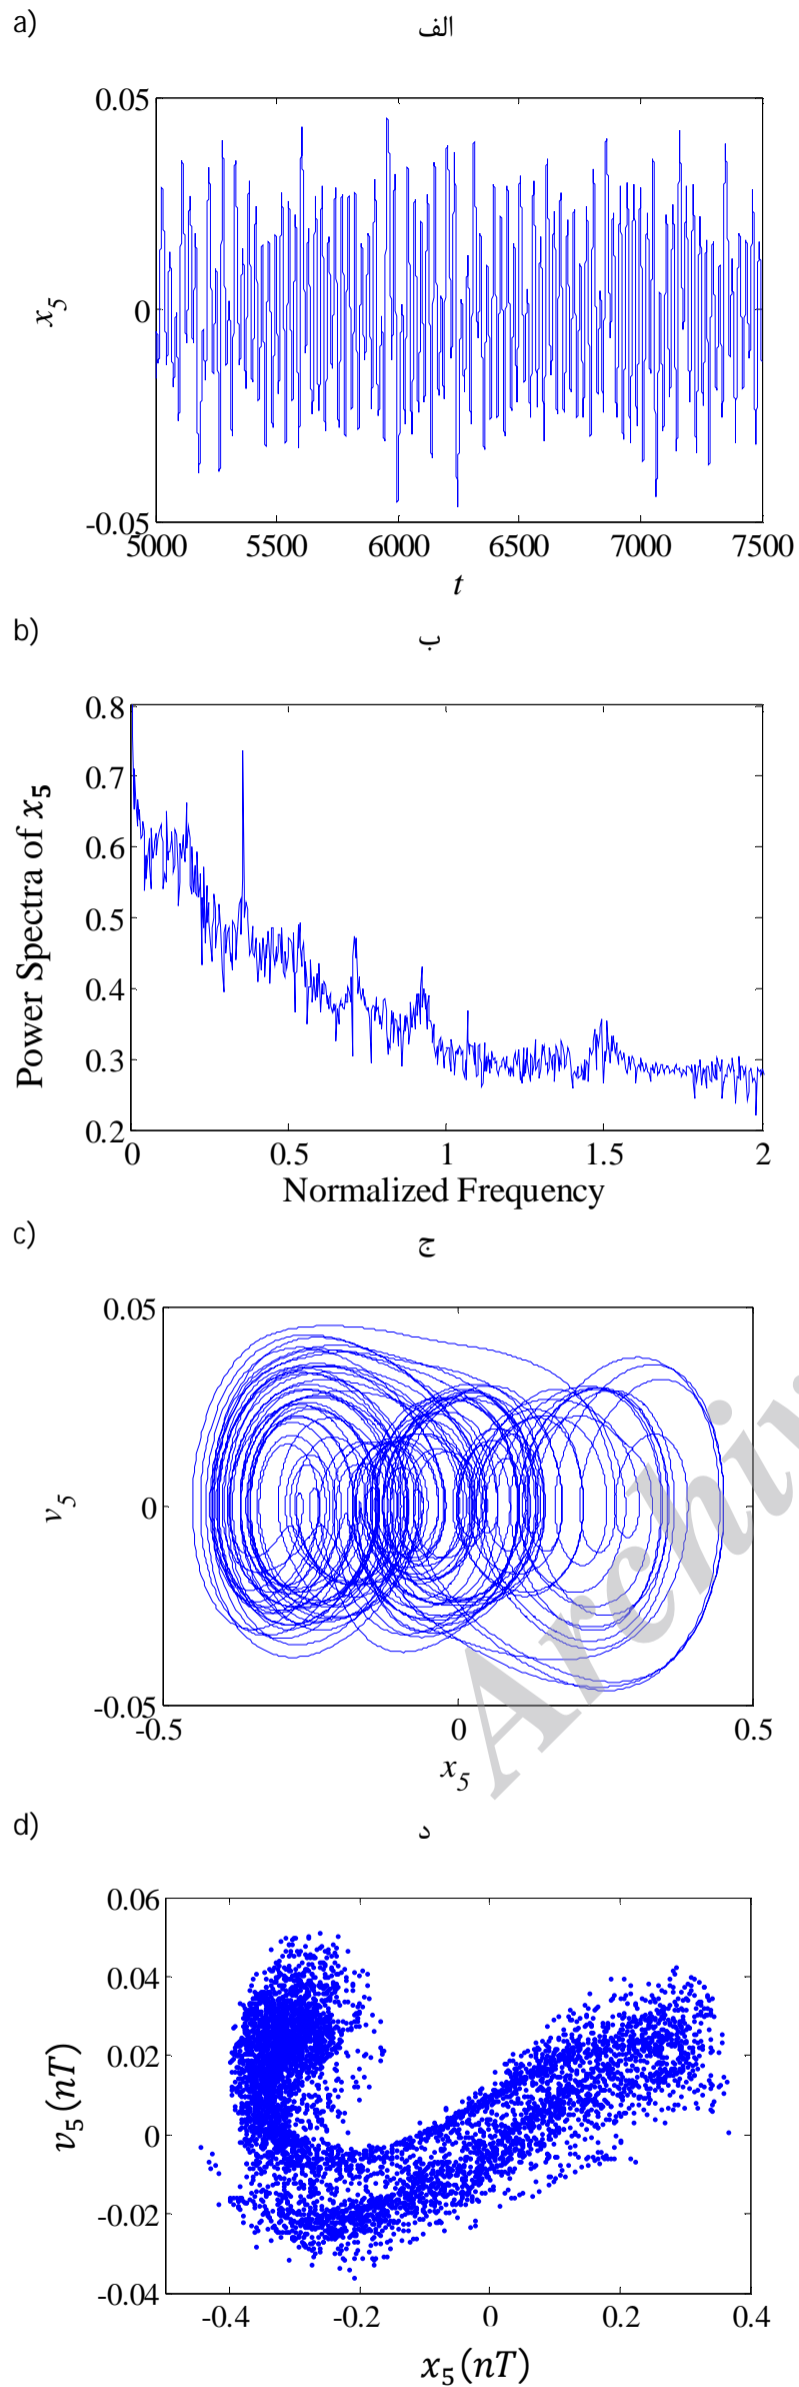 a)
الف
0.05
0
-0.05
x5
5000 5500 6000 6500 7000 7500
t
b)
ب
0.8
0.7
0.6
0.5
0.4
0.3
0.2
Power Spectra of x5
0 0.5 1 1.5 2
Normalized Frequency
c)
ج
0.05
0
-0.05
v5
-0.5 0 0.5
x5
Archiv
d)
د
0.06
0.04
0.02
0
-0.02
-0.04
v5(nT)
-0.4 -0.2 0 0.2 0.4
x5(nT)